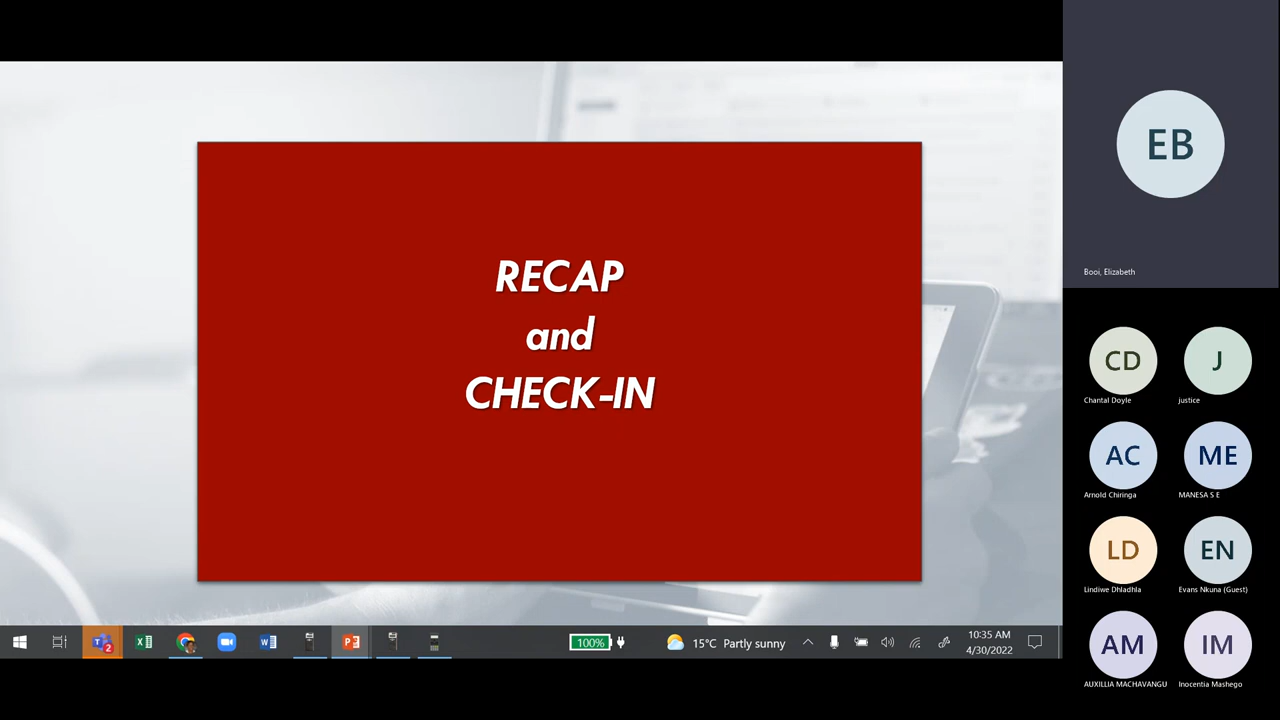 RECAP
and
CHECK-IN
EB
Booi, Elizabeth
CD
J
Chantal Doyle
justice
AC
ME
Arnold Chiringa
MANESA S E
LD
EN
Lindiwe Dhladhla
Evans Nkuna (Guest)
AM
IM
AUXILLIA MACHAVANGU
Inocentia Mashego
2
100%
15°C Partly sunny
10:35 AM
4/30/2022